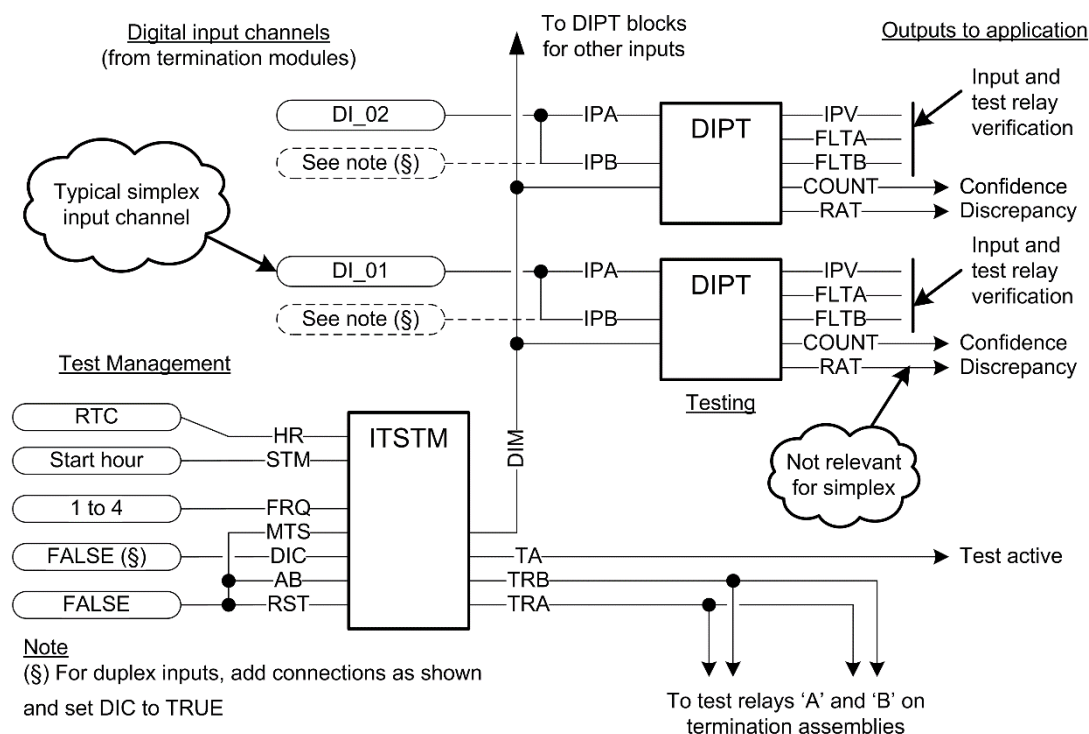 Digital input channels
(from termination modules)
To DIPT blocks
for other inputs
Outputs to application
DI_02
See note (§)
IPA
IPB
DIPT
IPV
FLTA
FLTB
COUNT
RAT
Input and
test relay
verification
Confidence
Discrepancy
Typical simplex
input channel
DI_01
See note (§)
IPA
IPB
DIPT
IPV
FLTA
FLTB
COUNT
RAT
Input and
test relay
verification
Confidence
Discrepancy
Testing
Not relevant
for simplex
Test Management
RTC
Start hour
1 to 4
FALSE (§)
FALSE
HR
STM
FRQ
MTS
DIC
AB
RST
ITSTM
DIM
TA
TRB
TRA
Test active
To test relays ‘A’ and ‘B’ on
termination assemblies
Note
(§) For duplex inputs, add connections as shown
and set DIC to TRUE